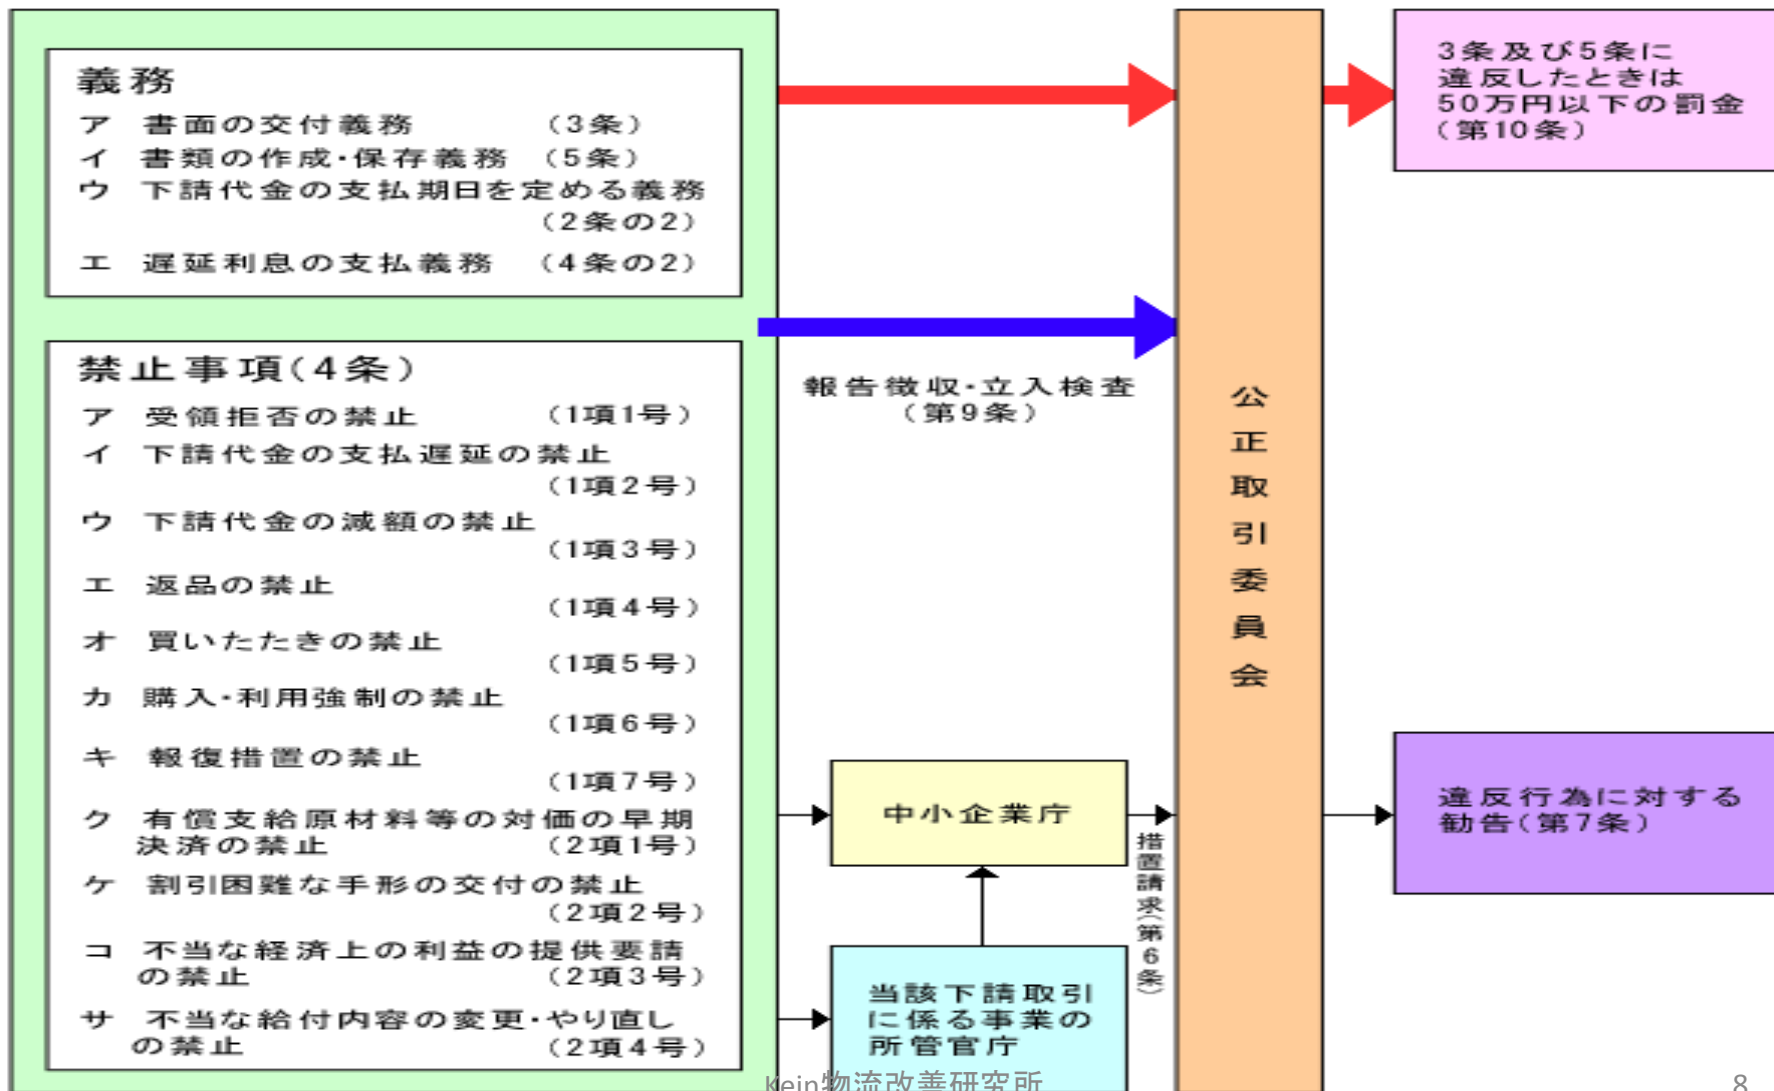 義務
ア 書面の交付義務 (3条)
イ 書類の作成・保存義務 (5条)
ウ 下請代金の支払期日を定める義務
(2条の2)
エ 遅延利息の支払義務 (4条の2)
禁止事項(4条)
ア 受領拒否の禁止 (1項1号)
イ 下請代金の支払遅延の禁止
(1項2号)
ウ 下請代金の減額の禁止
(1項3号)
エ 返品の禁止
(1項4号)
オ 買いたたきの禁止
(1項5号)
カ 購入・利用強制の禁止
(1項6号)
キ 報復措置の禁止
(1項7号)
ク 有償支給原材料等の対価の早期
決済の禁止 (2項1号)
ケ 割引困難な手形の交付の禁止
(2項2号)
コ 不当な経済上の利益の提供要請
の禁止 (2項3号)
サ 不当な給付内容の変更・やり直し
の禁止 (2項4号)
報告徴収・立入検査
(第9条)
中小企業庁
当該下請取引
に係る事業の
所管官庁
措置請求(第6条)
公正取引委員会
3条及び5条に
違反したときは
50万円以下の罰金
(第10条)
違反行為に対する
勧告(第7条)
Kein物流改善研究所
8